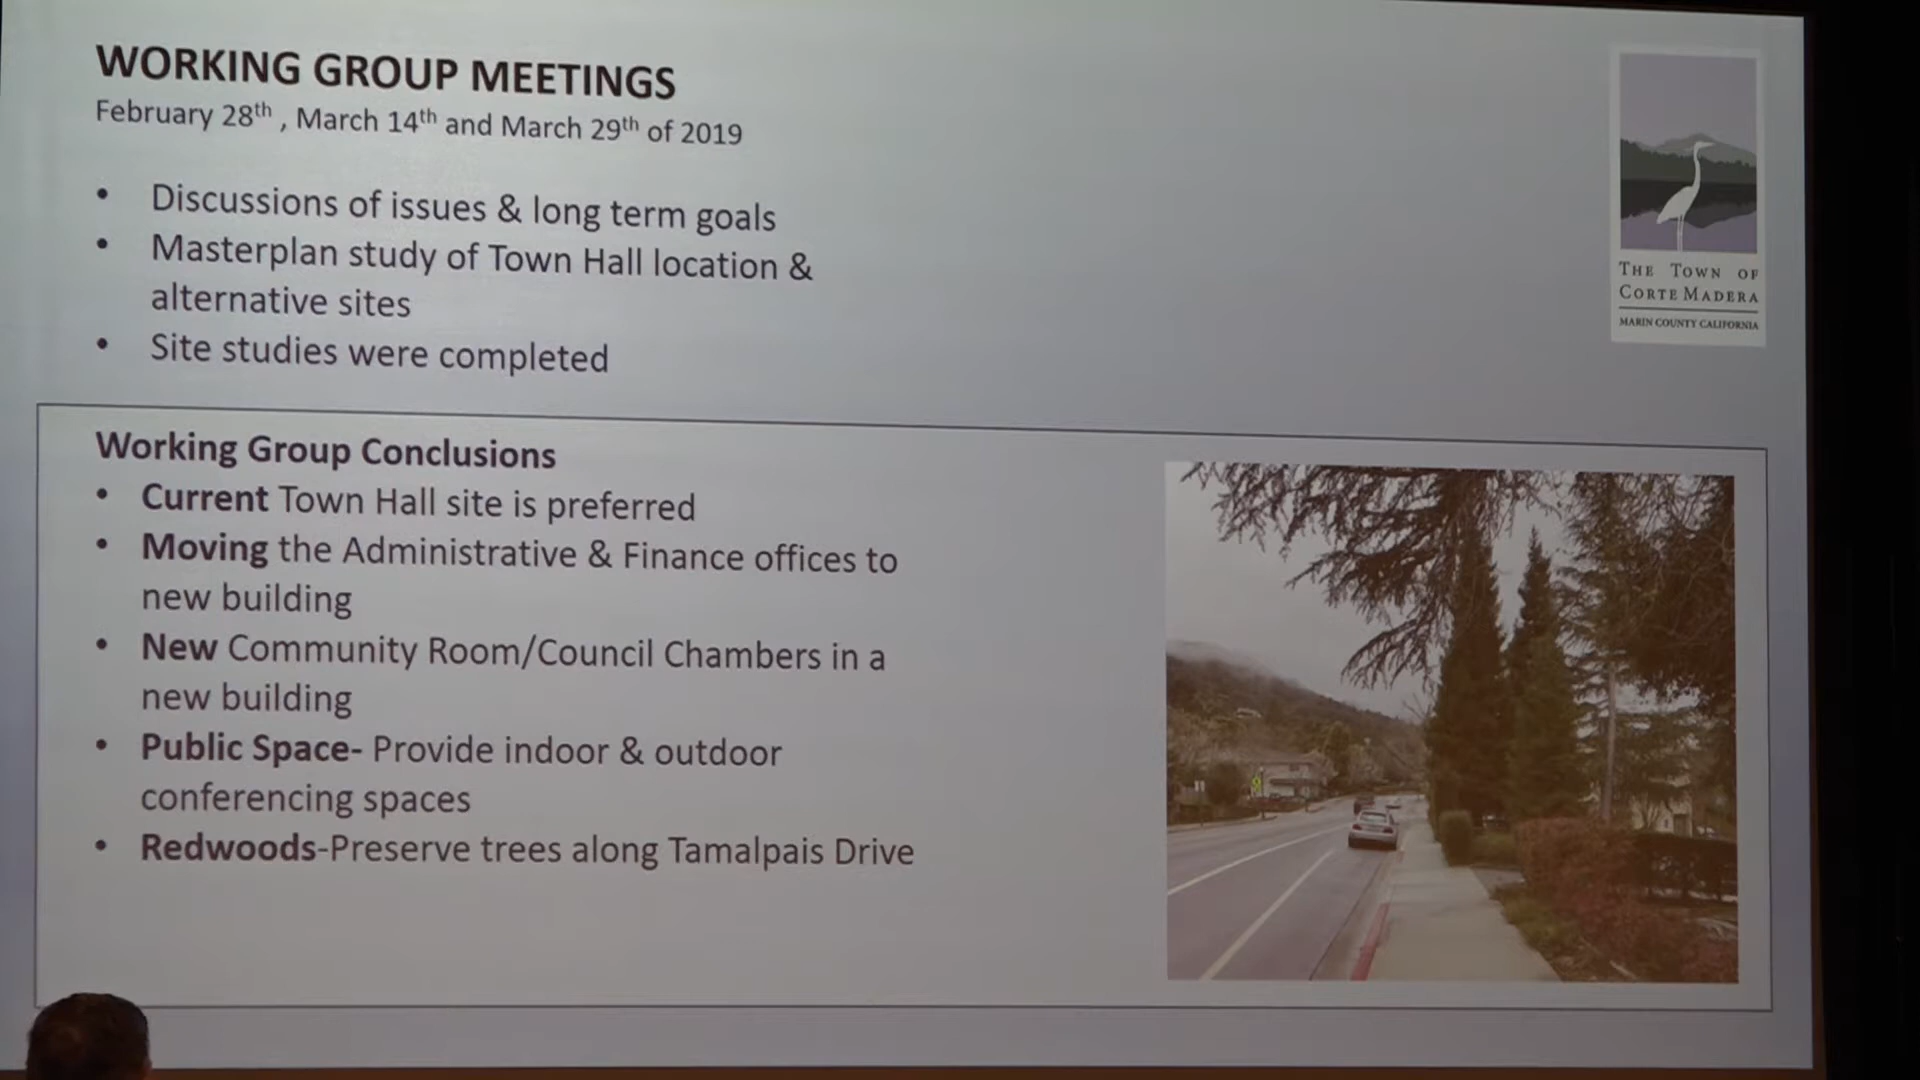 WORKING GROUP MEETINGS
February 28th , March 14th and March 29th of 2019
• Discussions of issues & long term goals
• Masterplan study of Town Hall location &
alternative sites
• Site studies were completed
THE TOWN OF
CORTE MADERA
MARIN COUNTY CALIFORNIA
Working Group Conclusions
• Current Town Hall site is preferred
• Moving the Administrative & Finance offices to
new building
• New Community Room/Council Chambers in a
new building
• Public Space- Provide indoor & outdoor
conferencing spaces
• Redwoods-Preserve trees along Tamalpais Drive